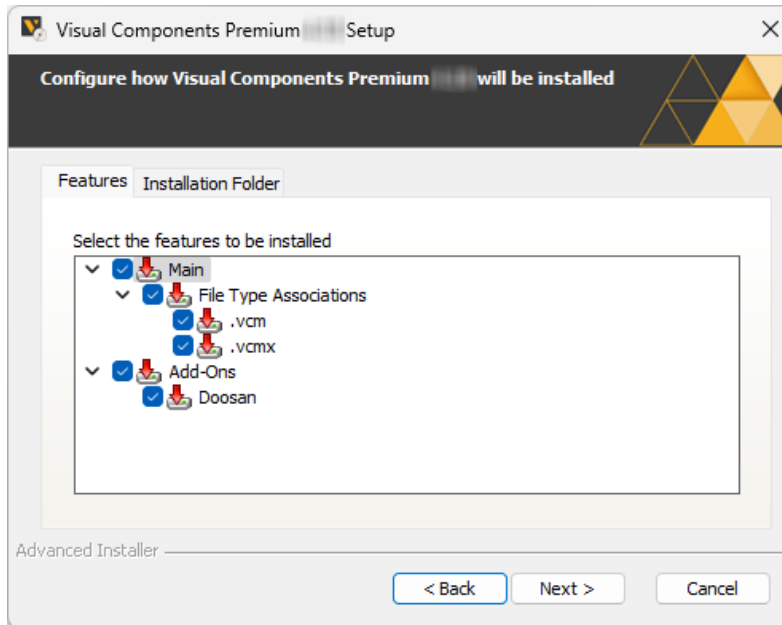 Visual Components Premium Setup
Configure how Visual Components Premium will be installed
Features Installation Folder
Select the features to be installed
Main
File Type Associations
.vcm
.vcmx
Add-Ons
Doosan
Advanced Installer
< Back Next > Cancel